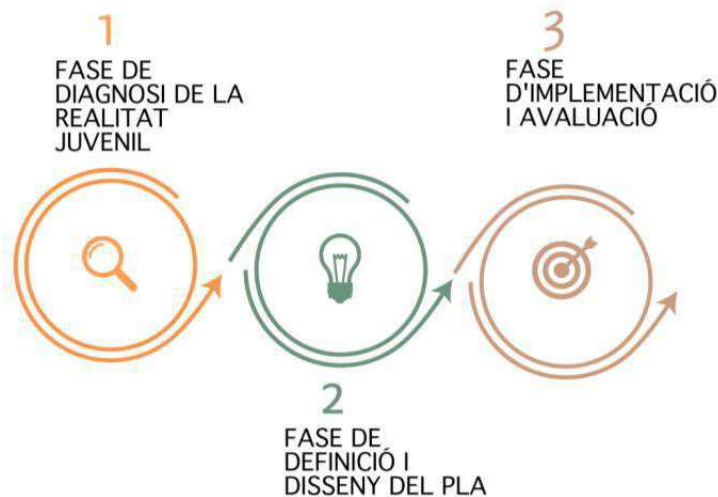 1
FASE DE
DIAGNOSI DE LA
REALITAT
JUVENIL
2
FASE DE
DEFINICIÓ I
DISSENY DEL PLA
3
FASE
D'IMPLEMENTACIÓ
I AVALUACIÓ